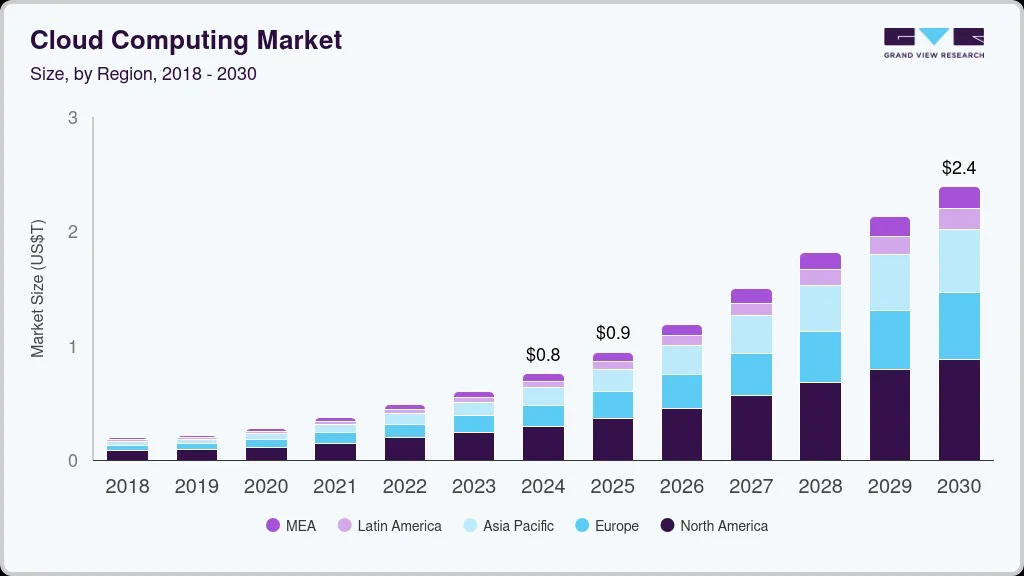 Cloud Computing Market
Size, by Region, 2018 - 2030
GRAND VIEW RESEARCH
Market Size (US$T)
3
2
1
0
$0.8
$0.9
$2.4
2018 2019 2020 2021 2022 2023 2024 2025 2026 2027 2028 2029 2030
MEA Latin America Asia Pacific Europe North America